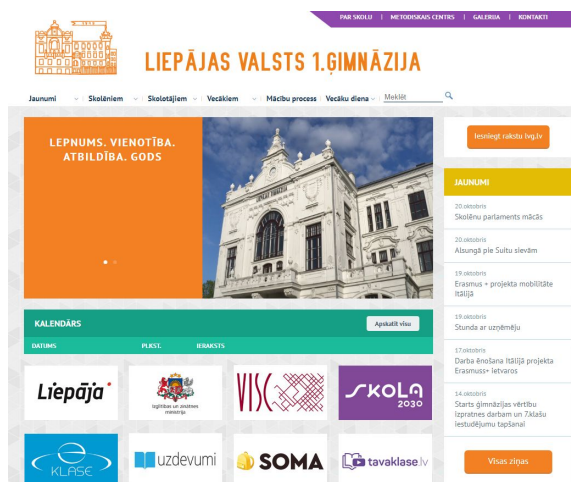 PAR SKOLU | METODISKAIS CENTRS | GALERIJA | KONTAKTI
LIEPĀJAS VALSTS 1.ĢIMNĀZIJA
Jaunumi | Skolēniem | Skolotājiem | Vecākiem | Mācību process | Vecāku diena | Meklēt
LEPNUMS. VIENOTĪBA.
ATBILDĪBA. GODS
Iesniegt rakstu lvg.lv
JAUNUMI
20.oktobris
Skolēnu parlaments mācās
20.oktobris
Alsungā pie Suitu sievām
19.oktobris
Erasmus + projekta mobilitāte
Itālijā
19.oktobris
Stunda ar uzņēmēju
17.oktobris
Darba ēnošana Itālijā projekta
Erasmuss+ ietvaros
14.oktobris
Starts ģimnāzijas vērtību
izpratnes darbam un 7.klašu
iestudējumu tapšanai
Visas ziņas
KALENDĀRS
Apskatīt visu
DATUMS PLKST. IERAKSTS
Liepāja
Izglītības un zinātnes
ministrija
VISC
SKOLA
2030
e KLASE
uzdevumi
SOMA
tavaklase.lv